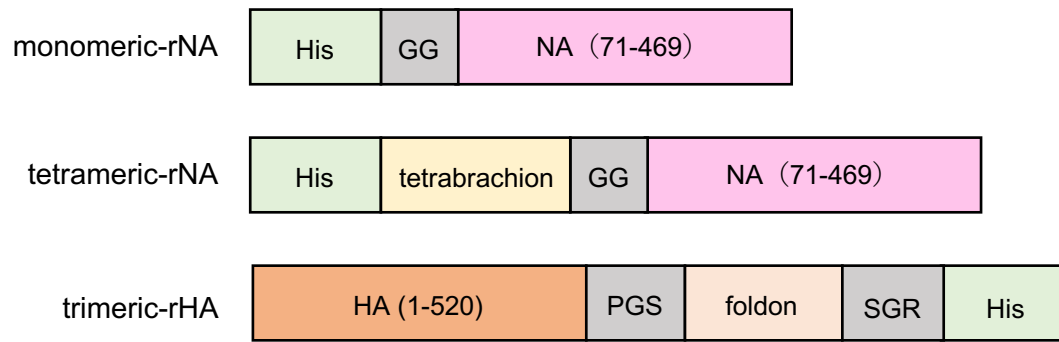 monomeric-rNA His GG NA（71-469）
tetrameric-rNA His tetrabrachion GG NA（71-469）
trimeric-rHA HA (1-520) PGS foldon SGR His